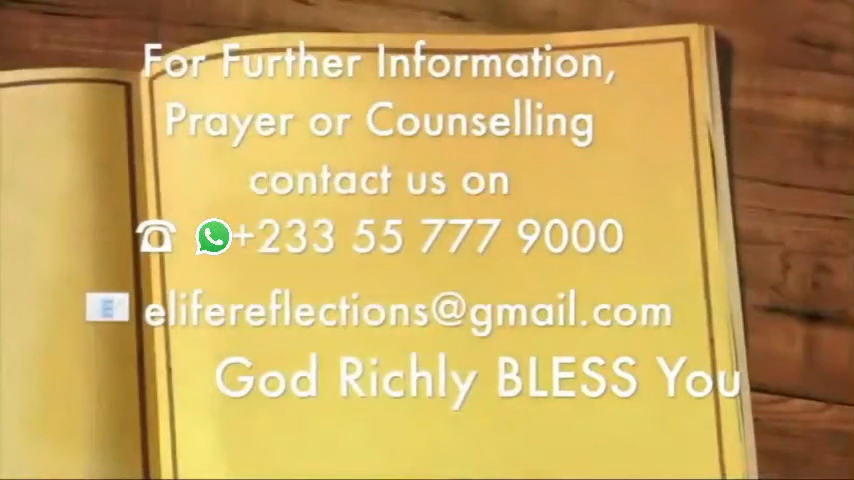 For Further Information,
Prayer or Counselling
contact us on
☎ +233 55 777 9000
elifereflections@gmail.com
God Richly BLESS You